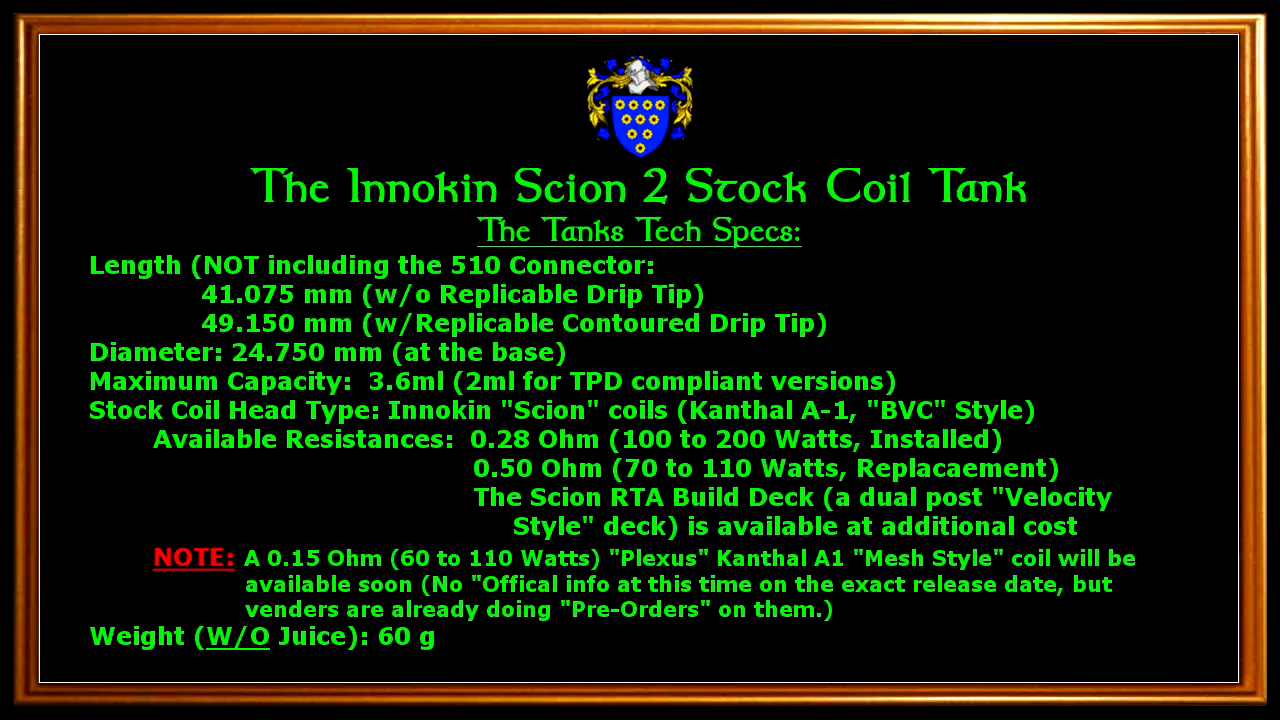 The Innokin Scion 2 Stock Coil Tank
The Tanks Tech Specs:
Length (NOT including the 510 Connector:
41.075 mm (w/o Replicable Drip Tip)
49.150 mm (w/Replicable Contoured Drip Tip)
Diameter: 24.750 mm (at the base)
Maximum Capacity:  3.6ml (2ml for TPD compliant versions)
Stock Coil Head Type: Innokin "Scion" coils (Kanthal A-1, "BVC" Style)
Available Resistances:  0.28 Ohm (100 to 200 Watts, Installed)
0.50 Ohm (70 to 110 Watts, Replacaement)
The Scion RTA Build Deck (a dual post "Velocity
Style" deck) is available at additional cost
NOTE: A 0.15 Ohm (60 to 110 Watts) "Plexus" Kanthal A1 "Mesh Style" coil will be
available soon (No "Offical info at this time on the exact release date, but
venders are already doing "Pre-Orders" on them.)
Weight (W/O Juice): 60 g